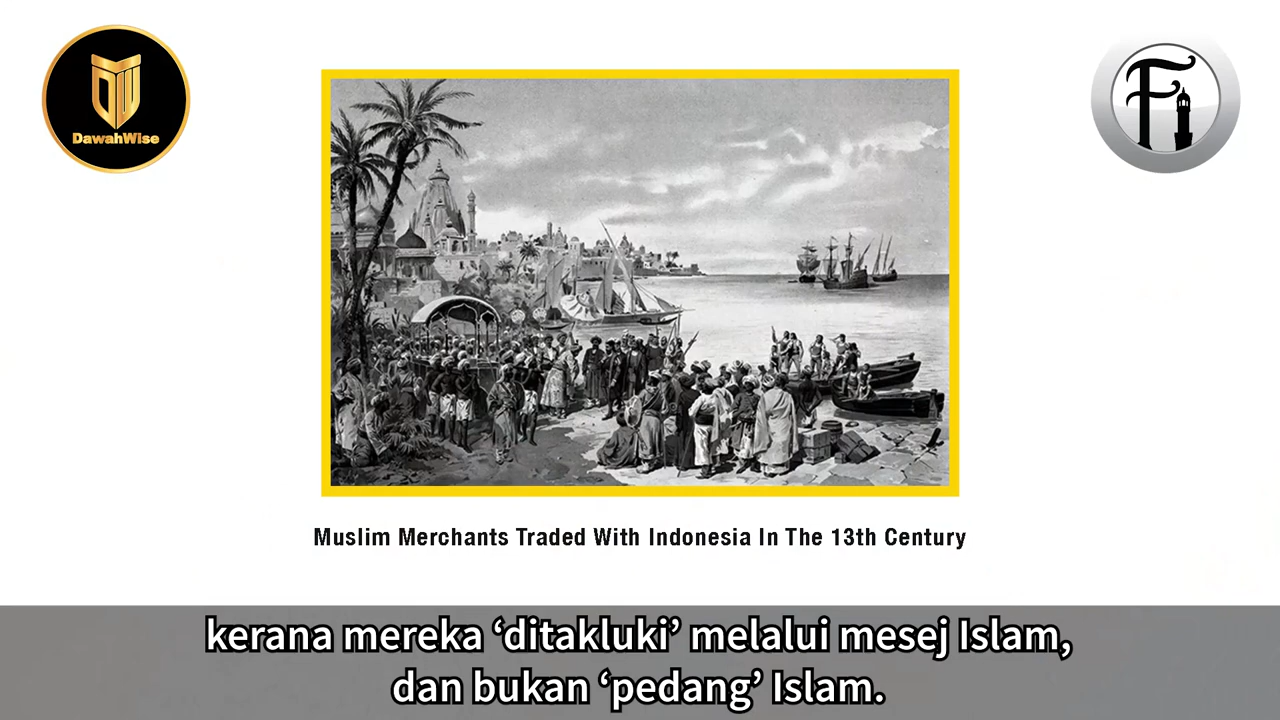 DawahWise
Fi
Muslim Merchants Traded With Indonesia In The 13th Century
kerana mereka ‘ditakluki’ melalui mesej Islam,
dan bukan ‘pedang’ Islam.